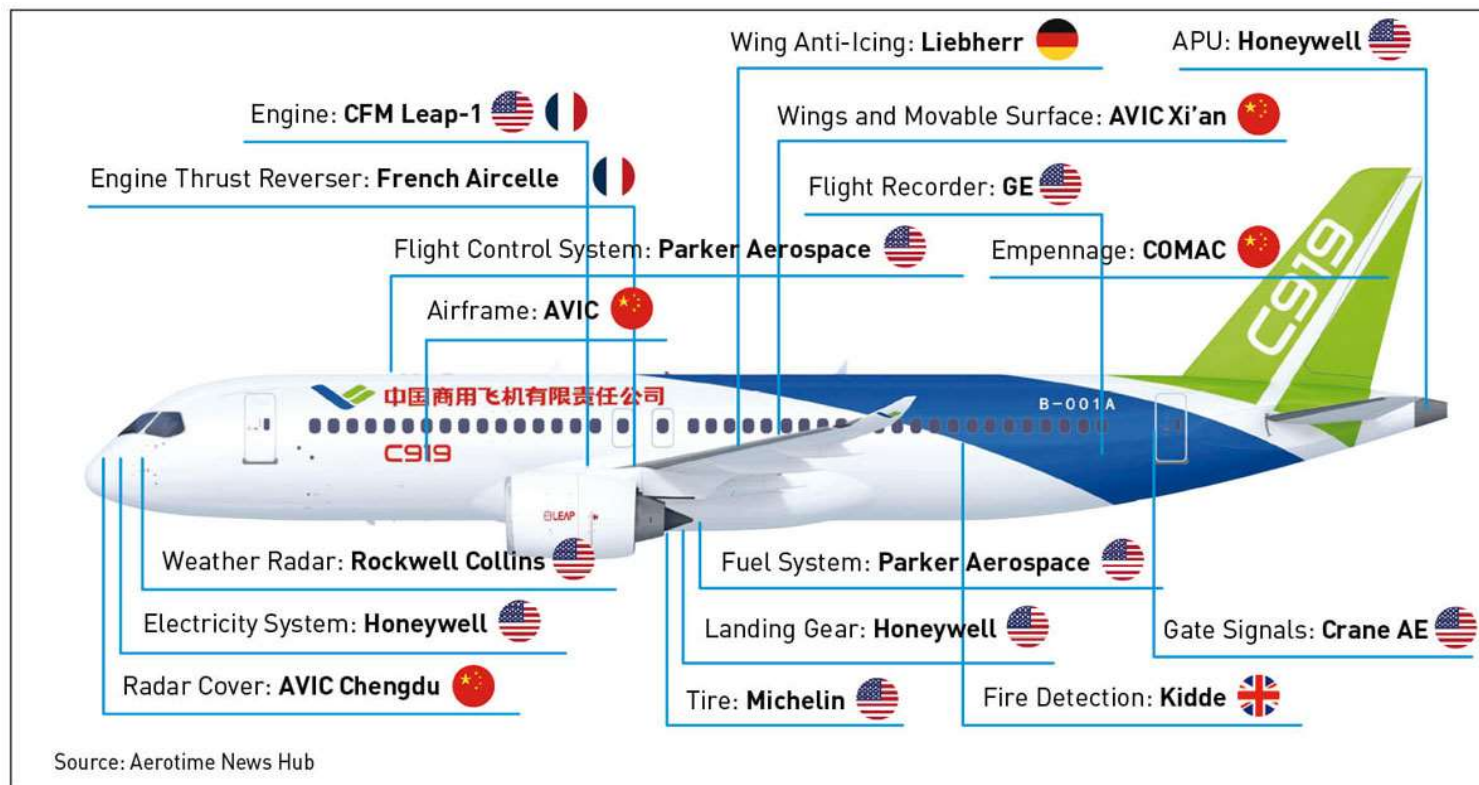 Wing Anti-Icing: Liebherr
APU: Honeywell
Engine: CFM Leap-1
Wings and Movable Surface: AVIC Xi'an
Engine Thrust Reverser: French Aircelle
Flight Recorder: GE
Flight Control System: Parker Aerospace
Empennage: COMAC
Airframe: AVIC
C919
中国商用飞机有限责任公司
B-001A
C919
LEAP
Weather Radar: Rockwell Collins
Fuel System: Parker Aerospace
Electricity System: Honeywell
Landing Gear: Honeywell
Gate Signals: Crane AE
Radar Cover: AVIC Chengdu
Tire: Michelin
Fire Detection: Kidde
Source: Aerotime News Hub